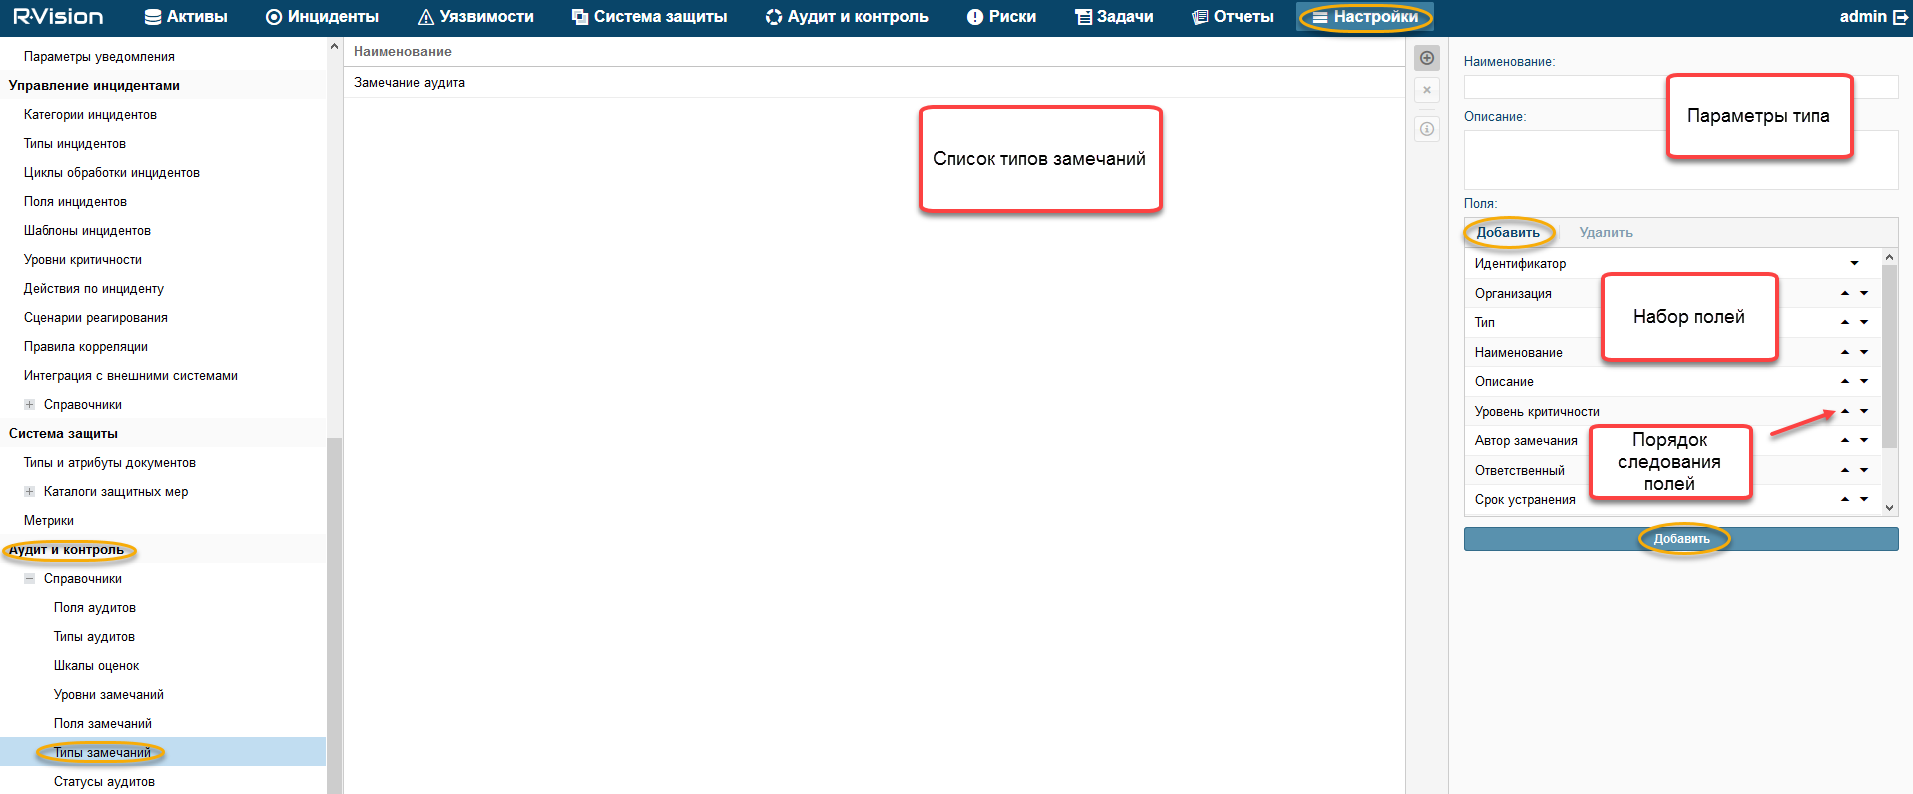 R·Vision
Активы
Инциденты
Уязвимости
Система защиты
Аудит и контроль
Риски
Задачи
Отчеты
Настройки
admin
Параметры уведомления
Управление инцидентами
Категории инцидентов
Типы инцидентов
Циклы обработки инцидентов
Поля инцидентов
Шаблоны инцидентов
Уровни критичности
Действия по инциденту
Сценарии реагирования
Правила корреляции
Интеграция с внешними системами
Справочники
Система защиты
Типы и атрибуты документов
Каталоги защитных мер
Метрики
Аудит и контроль
Справочники
Поля аудитов
Типы аудитов
Шкалы оценок
Уровни замечаний
Поля замечаний
Типы замечаний
Статусы аудитов
Наименование
Замечание аудита
Список типов замечаний
Наименование:
Параметры типа
Описание:
Поля:
Добавить
Удалить
Идентификатор
Организация
Тип
Наименование
Описание
Уровень критичности
Автор замечания
Ответственный
Срок устранения
Набор полей
Порядок
следования
полей
Добавить